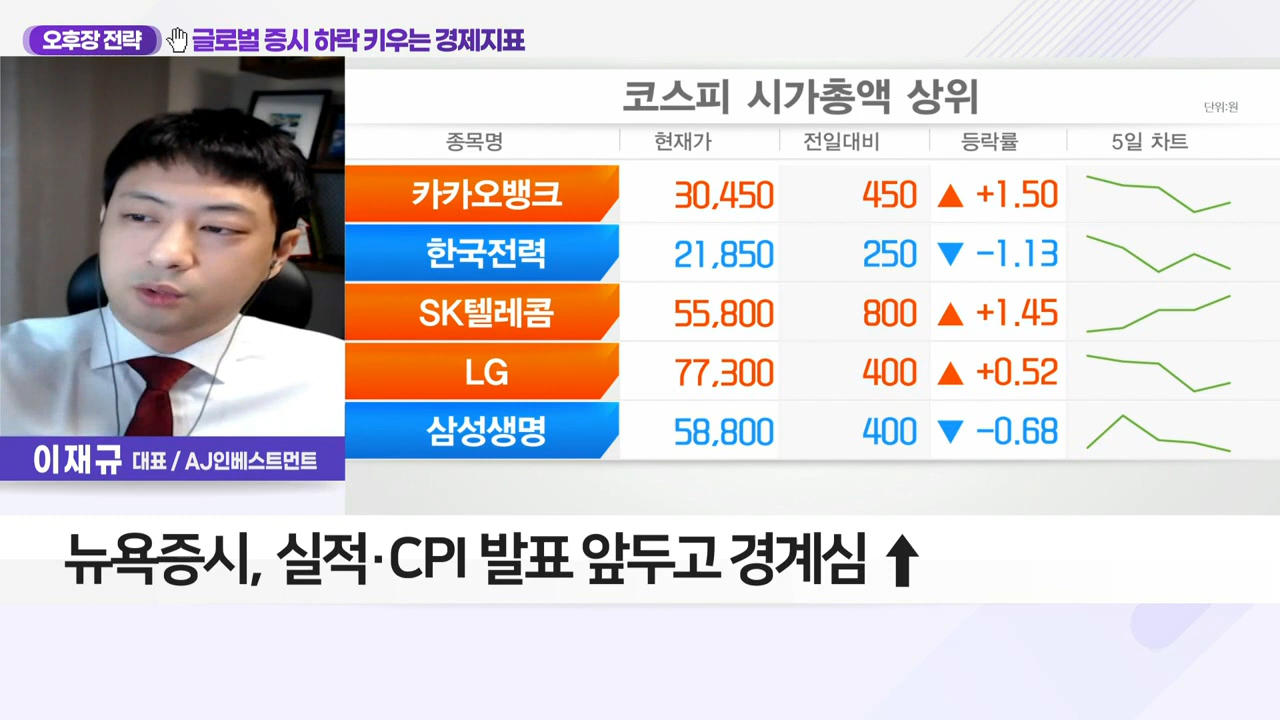 오후장 전략 글로벌 증시 하락 키우는 경제지표
코스피 시가총액 상위
단위:원
종목명 현재가 전일대비 등락률 5일 차트
카카오뱅크 30,450 450 ▲ +1.50
한국전력 21,850 250 ▼ -1.13
SK텔레콤 55,800 800 ▲ +1.45
LG 77,300 400 ▲ +0.52
삼성생명 58,800 400 ▼ -0.68
이재규 대표 / AJ인베스트먼트
뉴욕증시, 실적·CPI 발표 앞두고 경계심 ↑